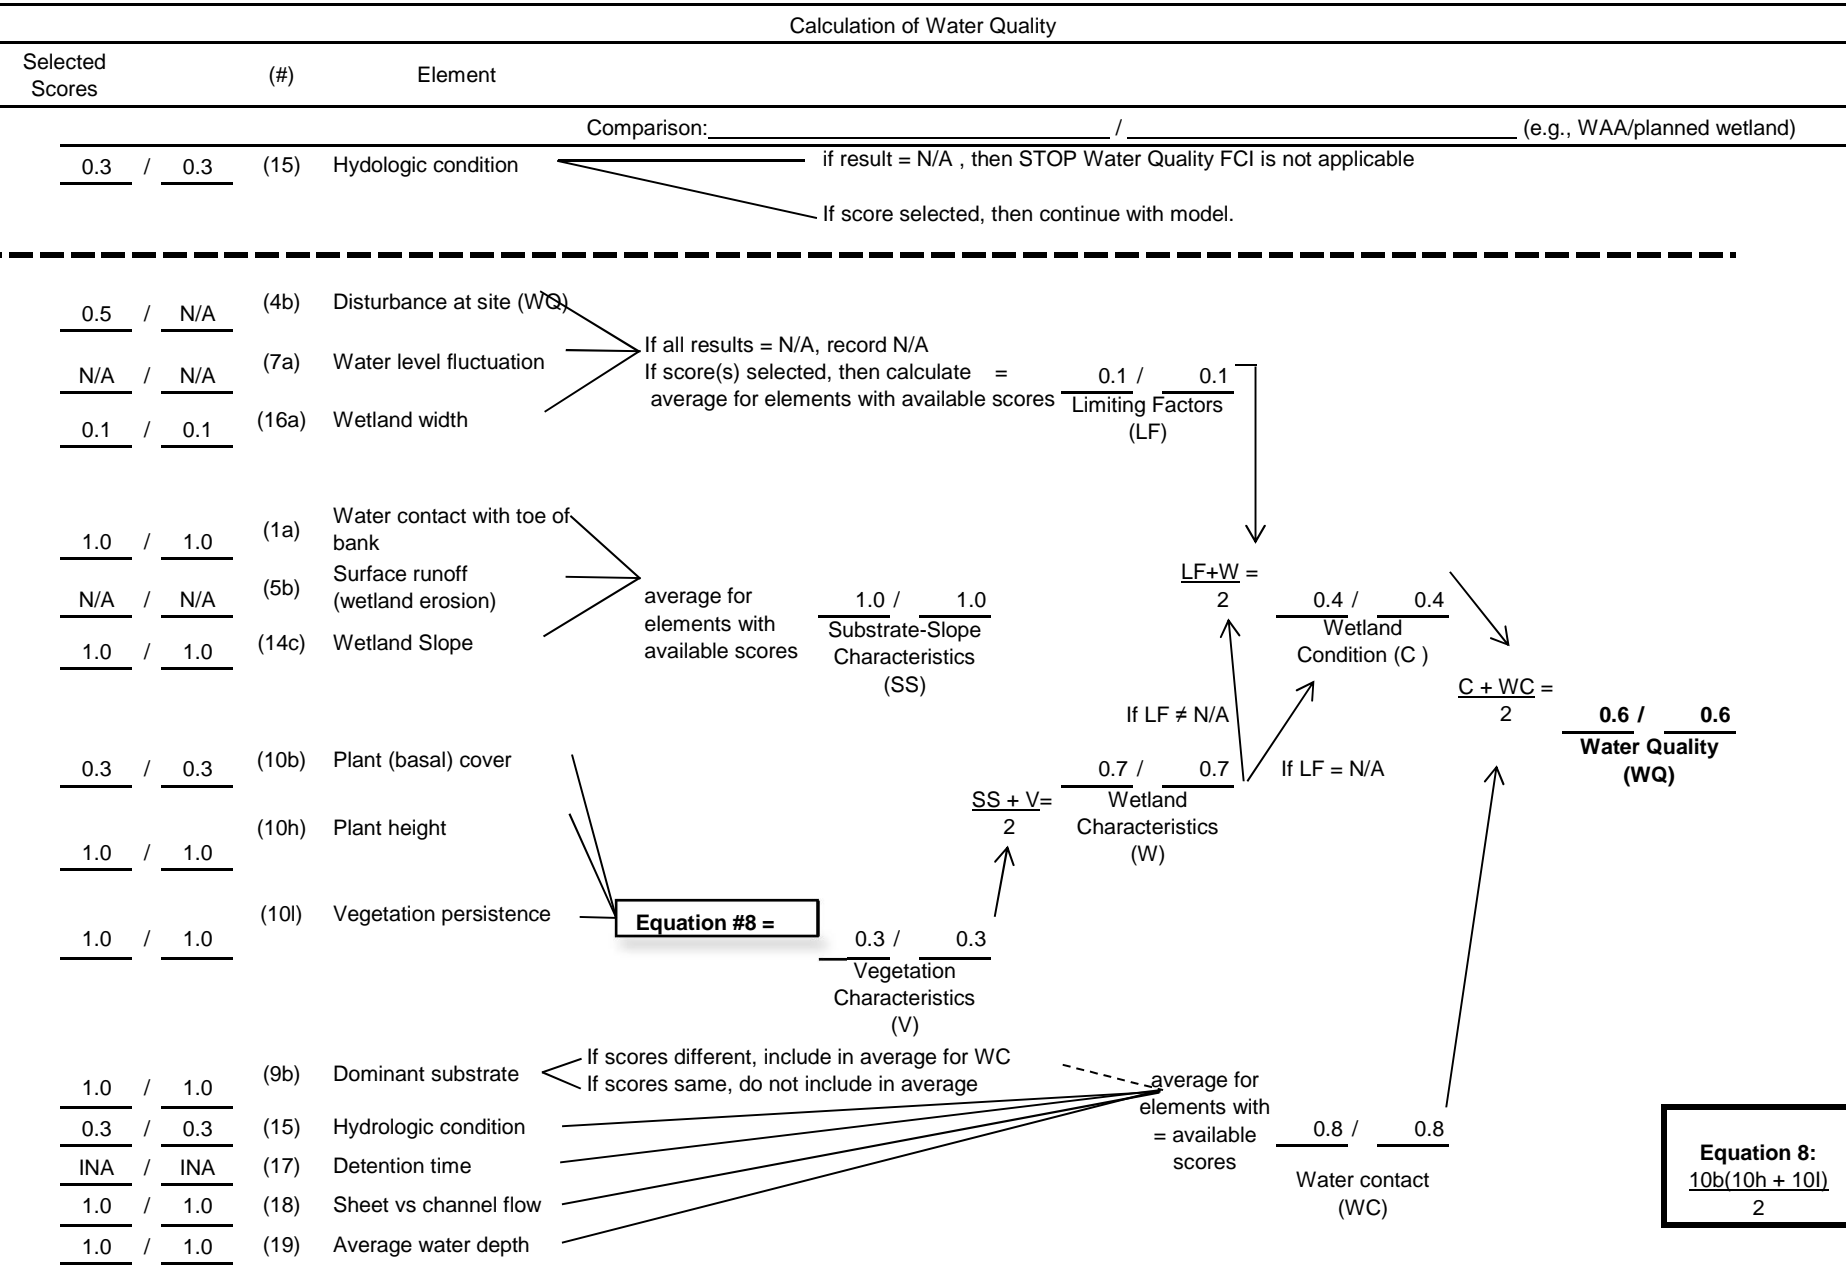 Calculation of Water Quality
Selected
Scores
(#)
Element
Comparison: / (e.g., WAA/planned wetland)
0.3 / 0.3 (15) Hydologic condition
if result = N/A , then STOP Water Quality FCI is not applicable
If score selected, then continue with model.
0.5 / N/A (4b) Disturbance at site (WQ)
N/A / N/A (7a) Water level fluctuation
0.1 / 0.1 (16a) Wetland width
If all results = N/A, record N/A
If score(s) selected, then calculate =
average for elements with available scores
0.1 / 0.1
Limiting Factors
(LF)
1.0 / 1.0 (1a) Water contact with toe of
bank
N/A / N/A (5b) Surface runoff
(wetland erosion)
1.0 / 1.0 (14c) Wetland Slope
average for
elements with
available scores
1.0 / 1.0
Substrate-Slope
Characteristics
(SS)
LF+W =
2
0.4 / 0.4
Wetland
Condition (C )
C + WC =
2
0.6 / 0.6
Water Quality
(WQ)
If LF ≠ N/A
If LF = N/A
0.3 / 0.3 (10b) Plant (basal) cover
1.0 / 1.0 (10h) Plant height
1.0 / 1.0 (10l) Vegetation persistence
SS + V=
2
0.7 / 0.7
Wetland
Characteristics
(W)
Equation #8 =
0.3 / 0.3
Vegetation
Characteristics
(V)
1.0 / 1.0 (9b) Dominant substrate
If scores different, include in average for WC
If scores same, do not include in average
0.3 / 0.3 (15) Hydrologic condition
INA / INA (17) Detention time
1.0 / 1.0 (18) Sheet vs channel flow
1.0 / 1.0 (19) Average water depth
average for
elements with
= available
scores
0.8 / 0.8
Water contact
(WC)
Equation 8:
10b(10h + 10l)
2